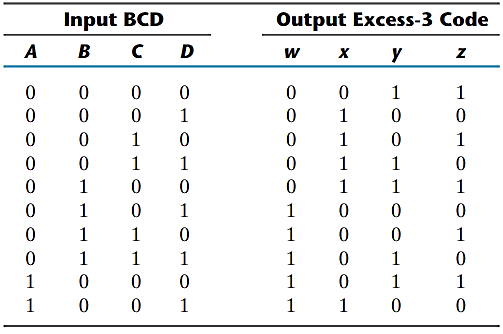 Input BCD Output Excess-3 Code
A B C D w x y z
0 0 0 0 0 0 1 1
0 0 0 1 0 1 0 0
0 0 1 0 0 1 0 1
0 0 1 1 0 1 1 0
0 1 0 0 0 1 1 1
0 1 0 1 1 0 0 0
0 1 1 0 1 0 0 1
0 1 1 1 1 0 1 0
1 0 0 0 1 0 1 1
1 0 0 1 1 1 0 0